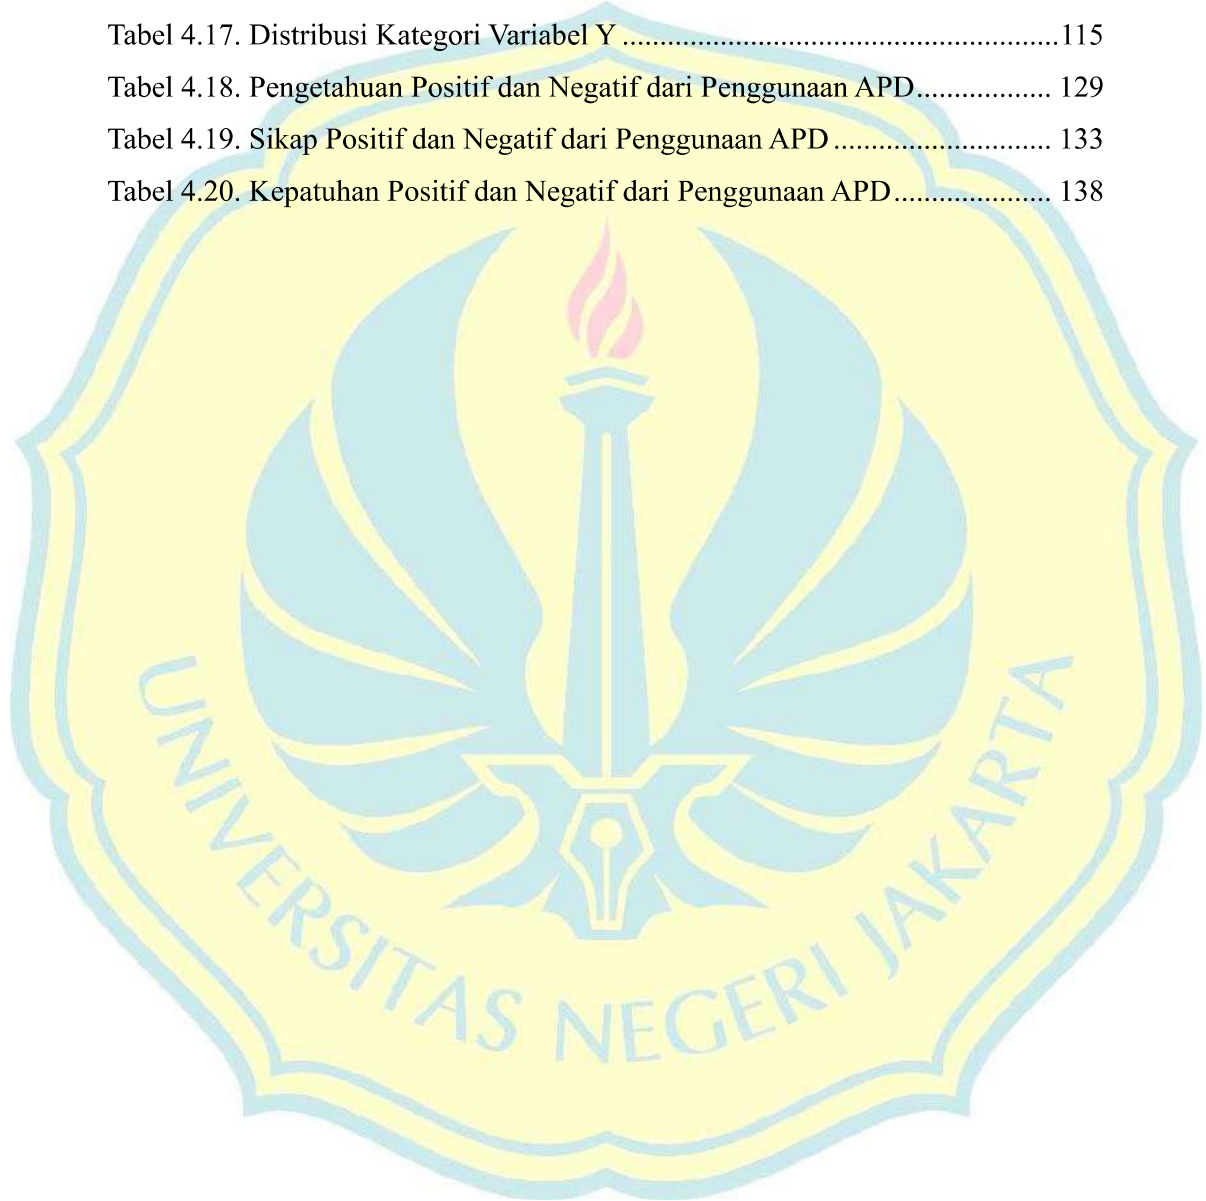 Tabel 4.17. Distribusi Kategori Variabel Y ..........................................................115
Tabel 4.18. Pengetahuan Positif dan Negatif dari Penggunaan APD.................. 129
Tabel 4.19. Sikap Positif dan Negatif dari Penggunaan APD ............................. 133
Tabel 4.20. Kepatuhan Positif dan Negatif dari Penggunaan APD ..................... 138
UNIVERSITAS NEGERI JAKARTA